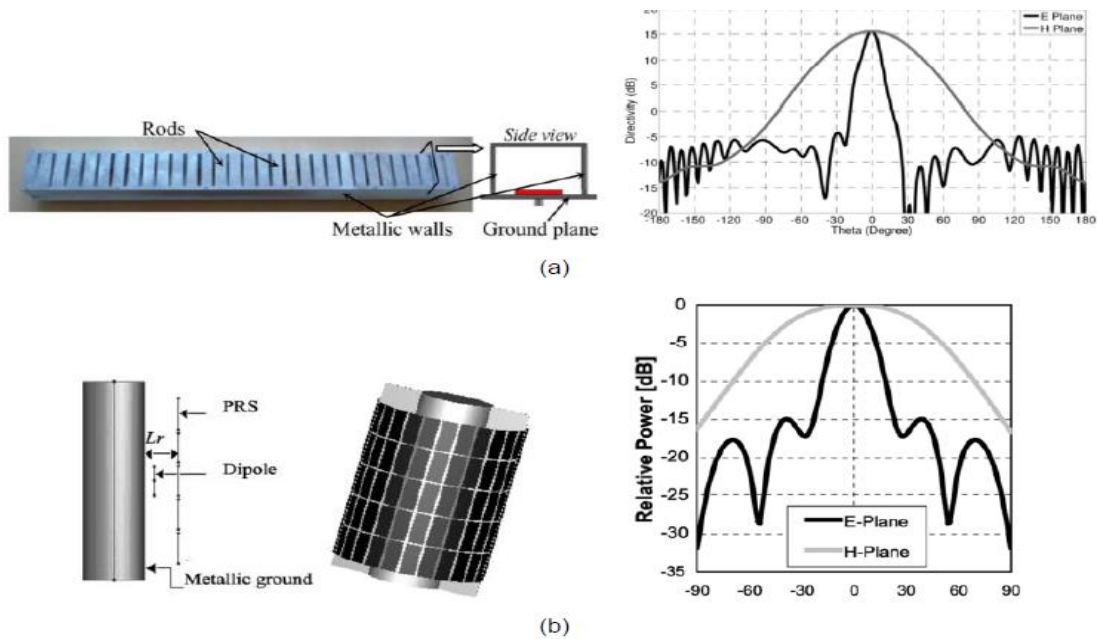 Rods
Side view
Metallic walls
Ground plane
E Plane
H Plane
Directivity (dB)
15
10
5
0
-5
-10
-15
-20
-180 -150 -120 -90 -60 -30 0 30 60 90 120 150 180
Theta (Degree)
(a)
PRS
Lr
Dipole
Metallic ground
Relative Power [dB]
0
-5
-10
-15
-20
-25
-30
-35
E-Plane
H-Plane
-90 -60 -30 0 30 60 90
(b)